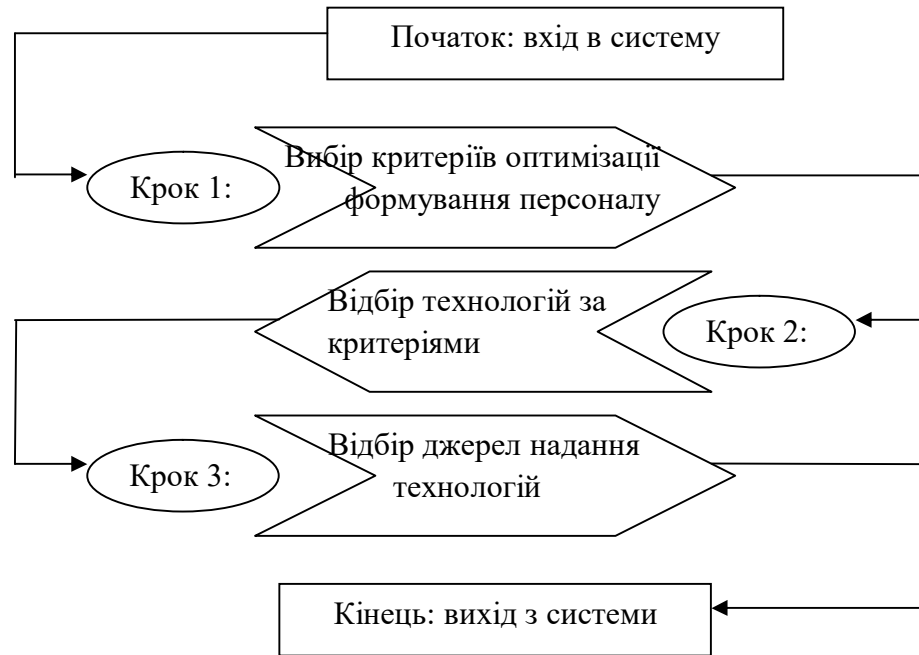 Початок: вхід в систему
Крок 1:
Вибір критеріїв оптимізації
формування персоналу
Відбір технологій за
критеріями
Крок 2:
Крок 3:
Відбір джерел надання
технологій
Кінець: вихід з системи